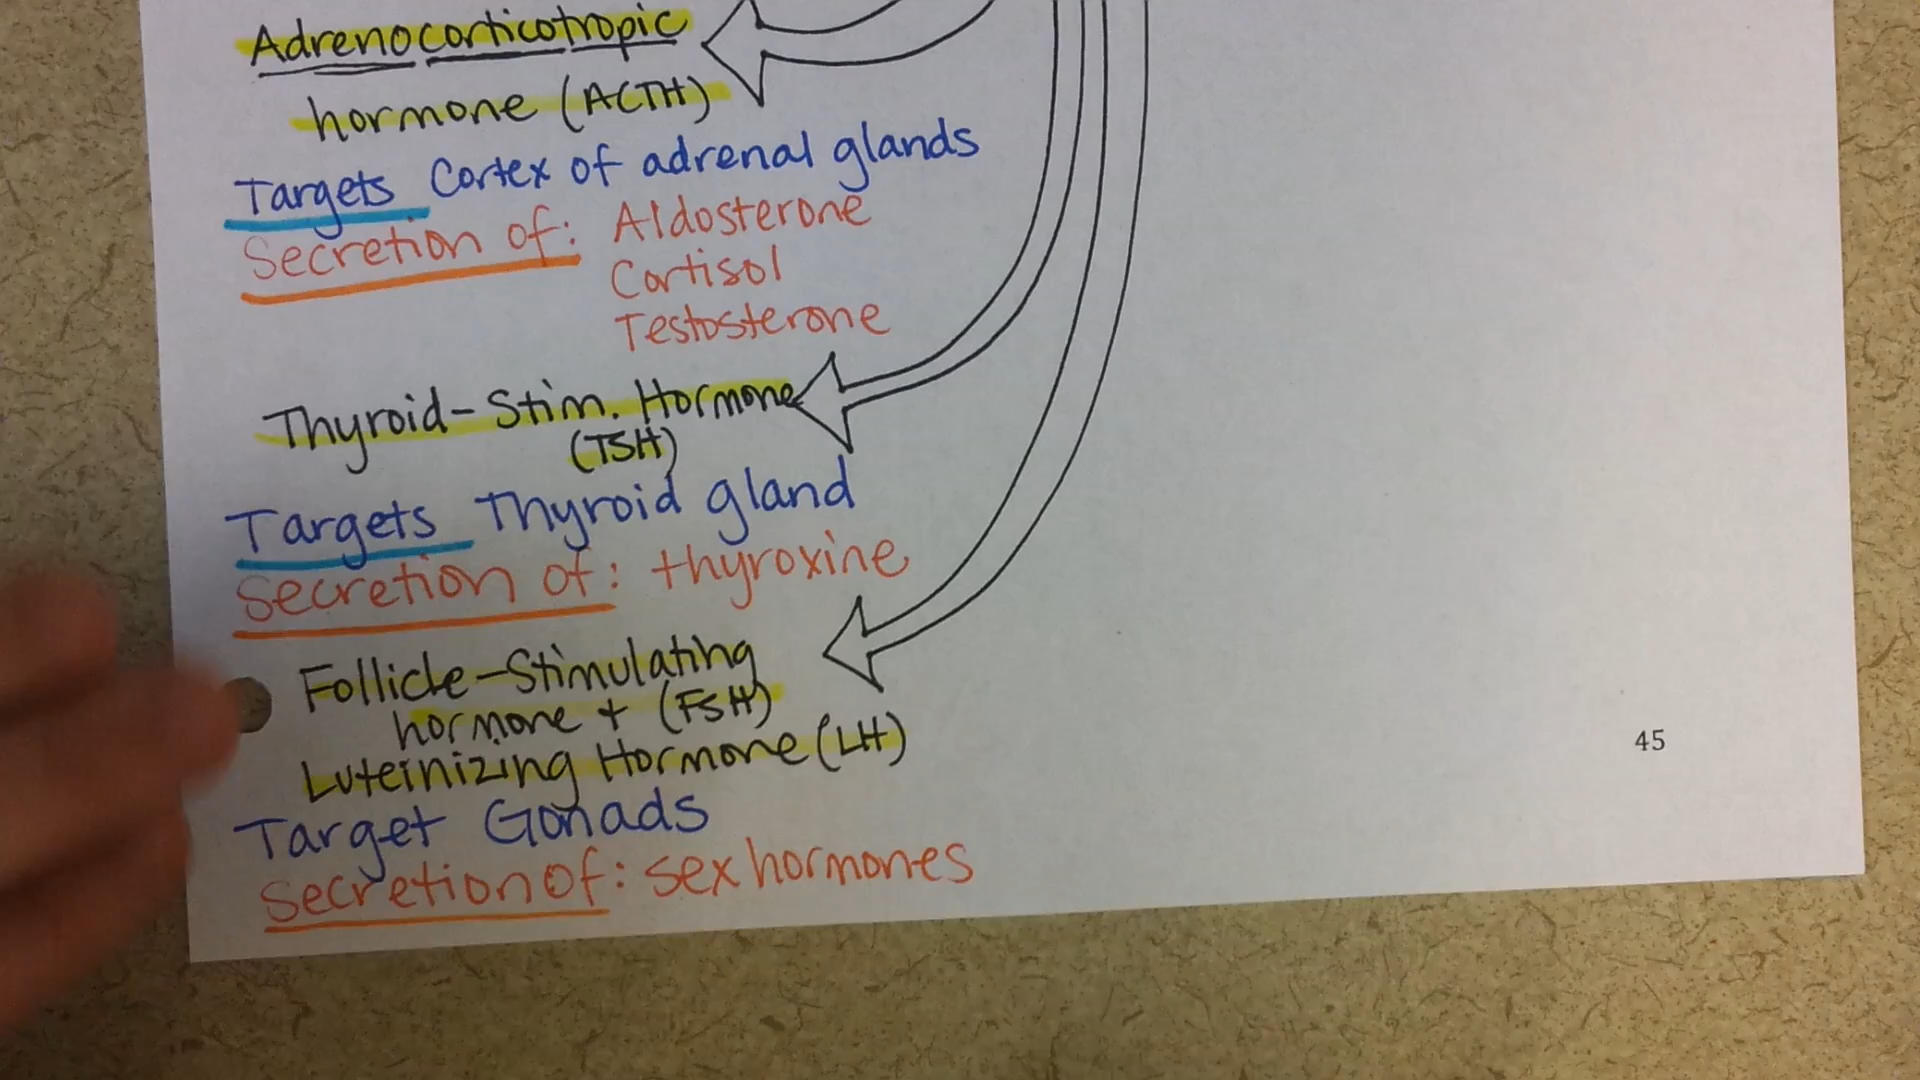 Adrenocorticotropic
hormone (ACTH)
Targets Cortex of adrenal glands
Secretion of: Aldosterone
Cortisol
Testosterone
Thyroid-Stim. Hormone
(TSH)
Targets Thyroid gland
Secretion of: thyroxine
Follicle-Stimulating
hormone + (FSH)
Luteinizing Hormone (LH)
Target Gonads
Secretion of: sex hormones
45